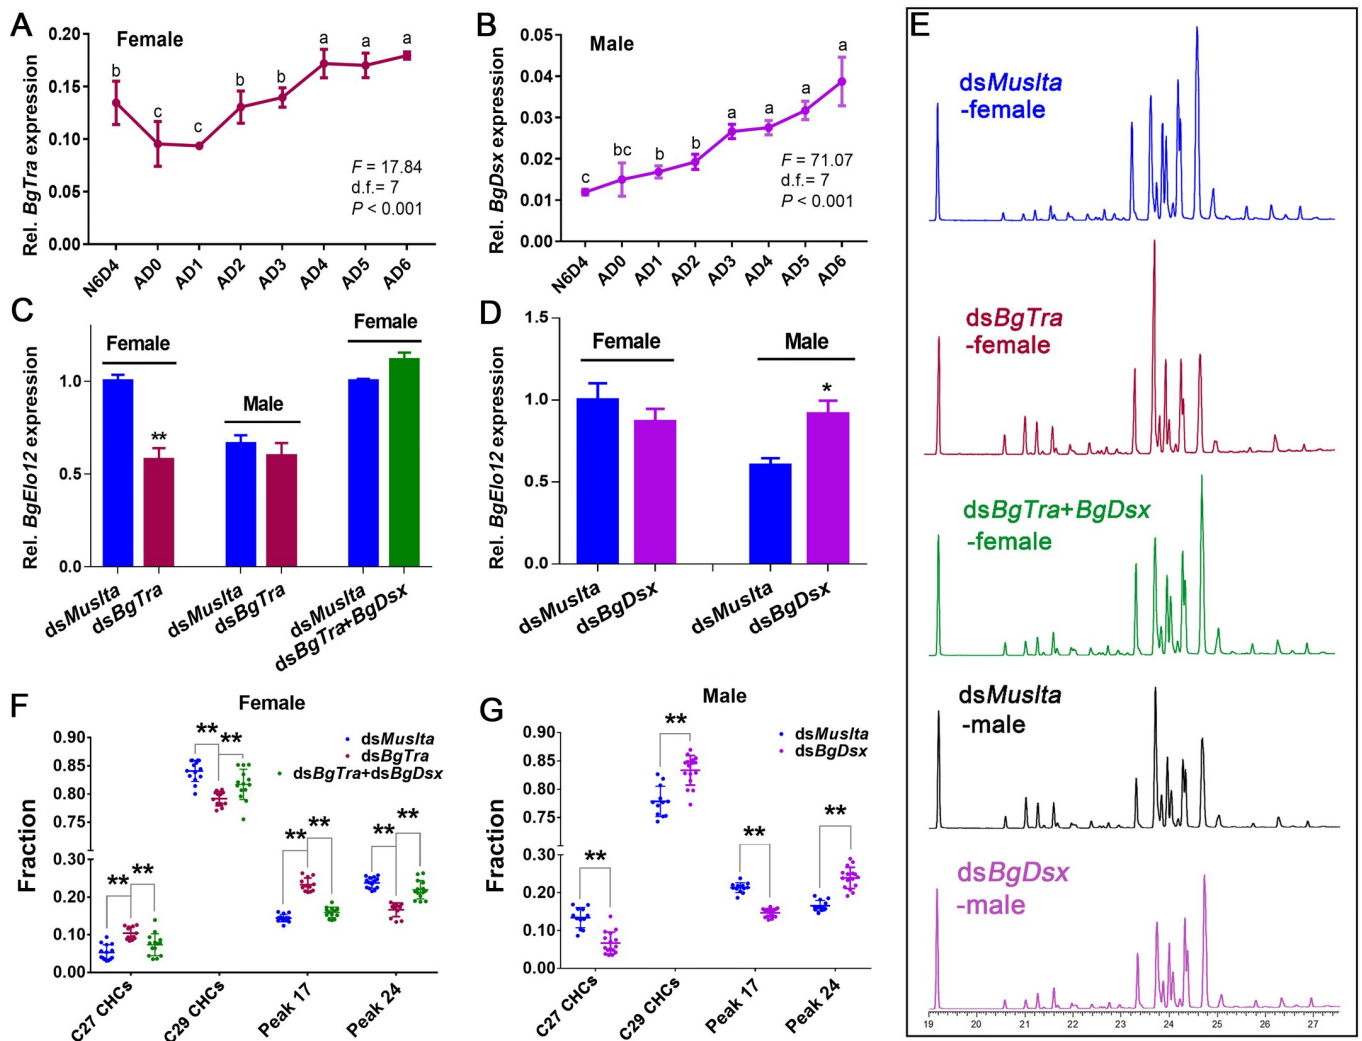 A
Female
Rel. BgTra expression
0.20
0.15
0.10
0.05
0.00
b
c
c
b
b
a
a
a
F = 17.84
d.f.= 7
P < 0.001
N6D4
AD0
AD1
AD2
AD3
AD4
AD5
AD6
B
Male
Rel. BgDsx expression
0.05
0.04
0.03
0.02
0.01
0.00
c
bc
b
b
a
a
a
a
F = 71.07
d.f.= 7
P < 0.001
N6D4
AD0
AD1
AD2
AD3
AD4
AD5
AD6
C
Rel. BgElo12 expression
1.0
0.5
0.0
Female
**
Male
Female
dsMuslta
dsBgTra
dsMuslta
dsBgTra
dsMuslta
dsBgTra+BgDsx
D
Rel. BgElo12 expression
1.5
1.0
0.5
0.0
Female
Male
*
dsMuslta
dsBgDsx
dsMuslta
dsBgDsx
E
dsMuslta
-female
dsBgTra
-female
dsBgTra+BgDsx
-female
dsMuslta
-male
dsBgDsx
-male
19 20 21 22 23 24 25 26 27
F
Female
Fraction
0.90
0.85
0.80
0.75
0.30
0.20
0.10
0.00
dsMuslta
dsBgTra
dsBgTra+dsBgDsx
** **
** **
** **
** **
C27 CHCs
C29 CHCs
Peak 17
Peak 24
G
Male
Fraction
0.90
0.85
0.80
0.75
0.30
0.20
0.10
0.00
dsMuslta
dsBgDsx
**
**
**
**
C27 CHCs
C29 CHCs
Peak 17
Peak 24